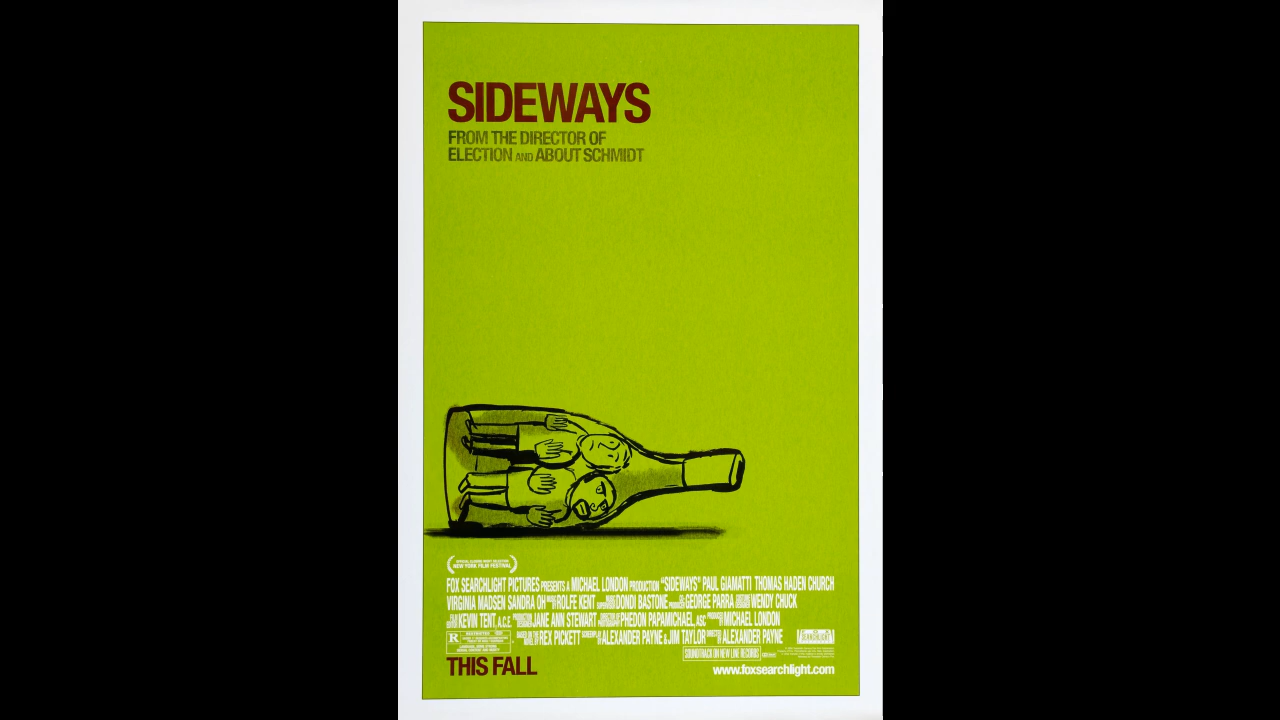 SIDEWAYS
FROM THE DIRECTOR OF
ELECTION AND ABOUT SCHMIDT
NEW YORK FILM FESTIVAL
FOX SEARCHLIGHT PICTURES PRESENTS A MICHAEL LONDON PRODUCTION "SIDEWAYS" PAUL GIAMATTI THOMAS HADEN CHURCH
VIRGINIA MADSEN SANDRA OH ROLFE KENT DONDI BASTONE GEORGE PARRA WENDY CHUCK
KEVIN TENT, A.C.E. JANE ANN STEWART PHEDON PAPAMICHAEL, ASC MICHAEL LONDON
REX PICKETT ALEXANDER PAYNE & JIM TAYLOR ALEXANDER PAYNE
R RESTRICTED
SOUNDTRACK ON NEW LINE RECORDS
THIS FALL
www.foxsearchlight.com